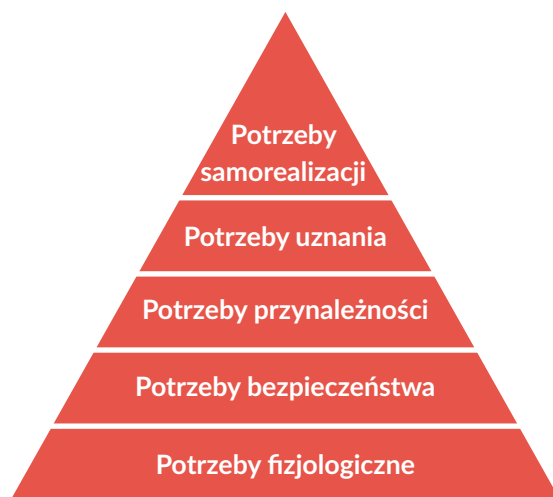 Potrzeby
samorealizacji
Potrzeby uznania
Potrzeby przynależności
Potrzeby bezpieczeństwa
Potrzeby fizjologiczne